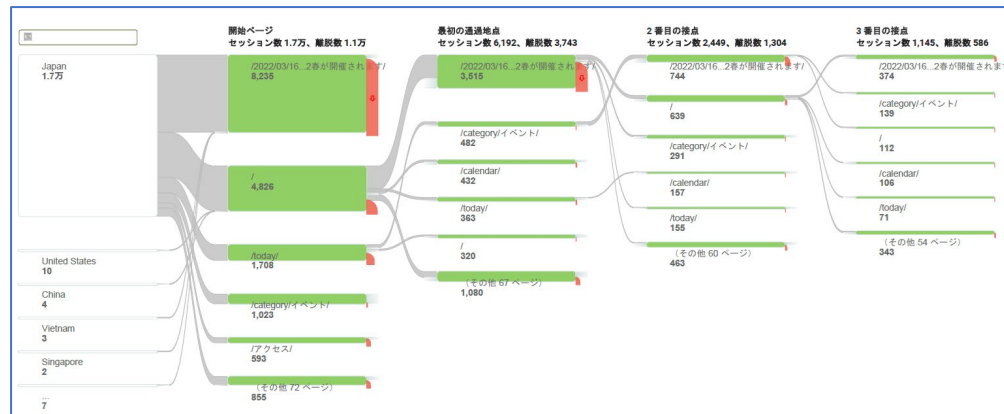 国
Japan
1.7万
United States
10
China
4
Vietnam
3
Singapore
2
...
7
開始ページ
セッション数 1.7万、離脱数 1.1万
/2022/03/16...2春が開催されます/
8,235
/
4,826
/today/
1,708
/category/イベント/
1,023
/アクセス/
593
(その他 72 ページ)
855
最初の通過地点
セッション数 6,192、離脱数 3,743
/2022/03/16...2春が開催されます/
3,515
/category/イベント/
482
/calendar/
432
/today/
363
/
320
(その他 67 ページ)
1,080
2 番目の接点
セッション数 2,449、離脱数 1,304
/2022/03/16...2春が開催されます/
744
/
639
/category/イベント/
291
/calendar/
157
/today/
155
(その他 60 ページ)
463
3 番目の接点
セッション数 1,145、離脱数 586
/2022/03/16...2春が開催されます
374
/category/イベント/
139
/
112
/calendar/
106
/today/
71
(その他 54 ページ)
343